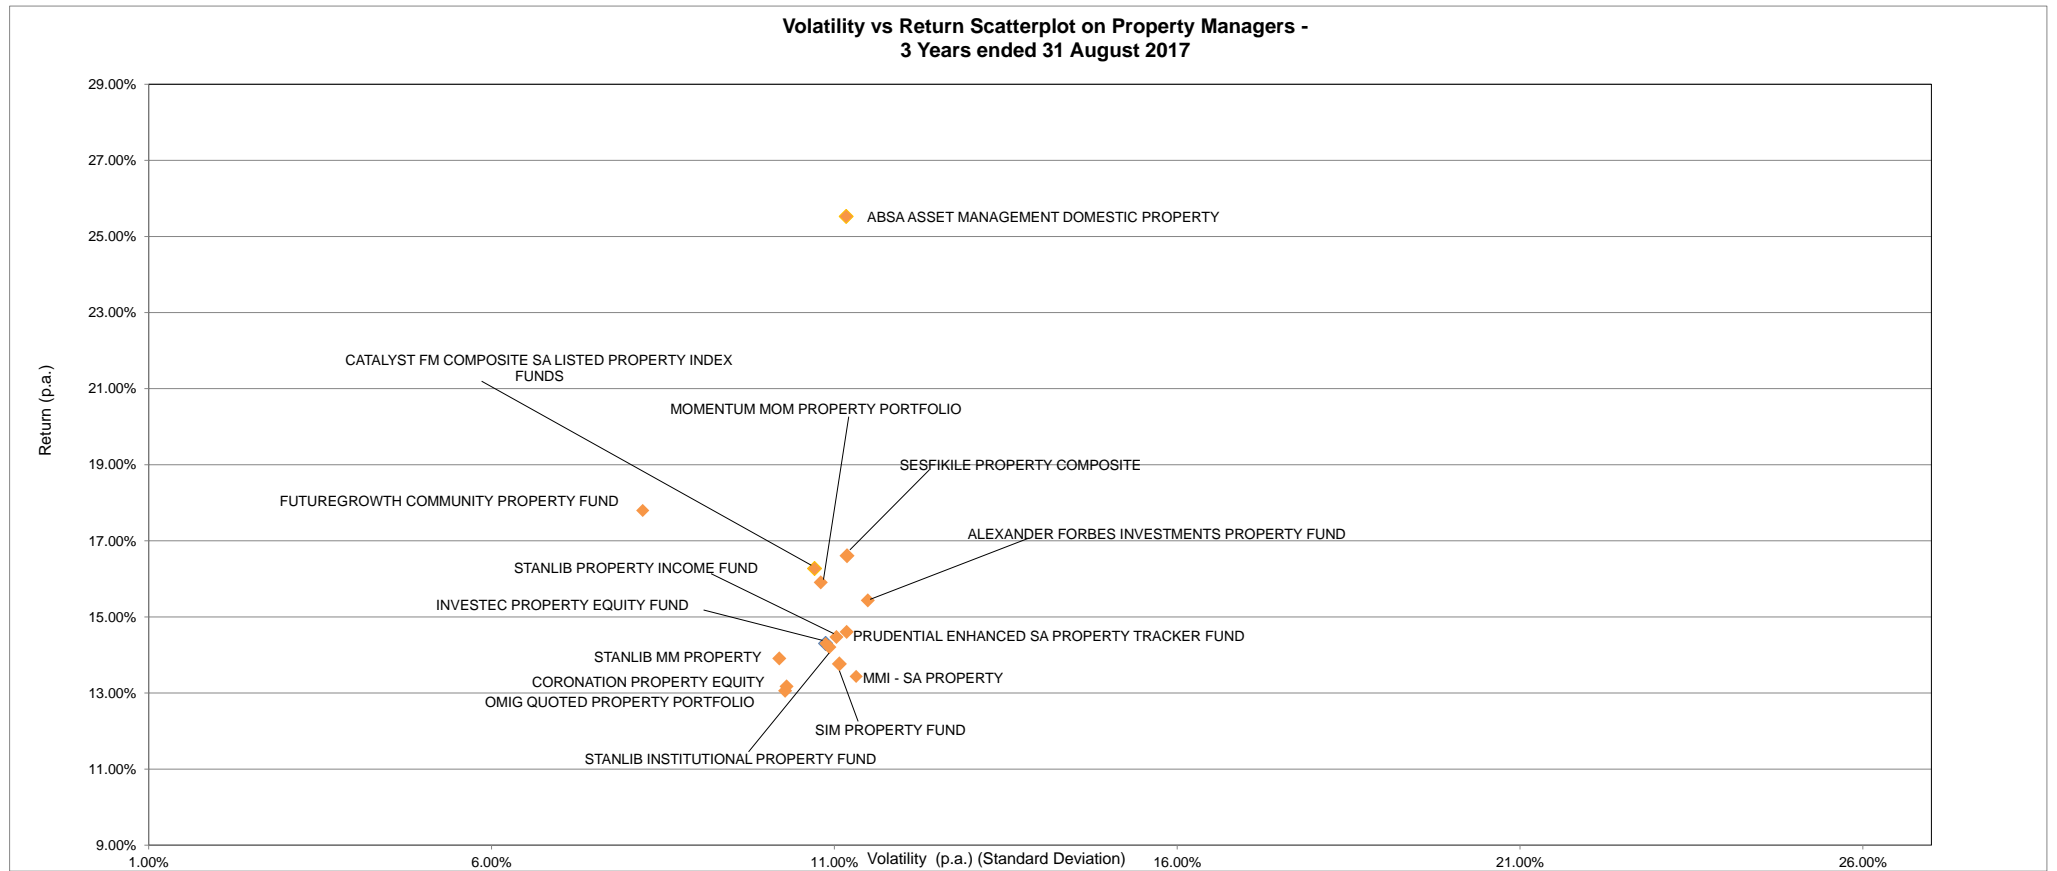 Volatility vs Return Scatterplot on Property Managers -
3 Years ended 31 August 2017
29.00%
27.00%
ABSA ASSET MANAGEMENT DOMESTIC PROPERTY
25.00%
23.00%
CATALYST FM COMPOSITE SA LISTED PROPERTY INDEX
FUNDS
21.00%
Return (p.a.)
MOMENTUM MOM PROPERTY PORTFOLIO
19.00%
SESFIKILE PROPERTY COMPOSITE
FUTUREGROWTH COMMUNITY PROPERTY FUND
17.00%
ALEXANDER FORBES INVESTMENTS PROPERTY FUND
STANLIB PROPERTY INCOME FUND
INVESTEC PROPERTY EQUITY FUND
15.00%
PRUDENTIAL ENHANCED SA PROPERTY TRACKER FUND
STANLIB MM PROPERTY
MMI - SA PROPERTY
CORONATION PROPERTY EQUITY
13.00%
OMIG QUOTED PROPERTY PORTFOLIO
SIM PROPERTY FUND
STANLIB INSTITUTIONAL PROPERTY FUND
11.00%
9.00%
1.00%
6.00%
11.00%
Volatility  (p.a.) (Standard Deviation)
16.00%
21.00%
26.00%